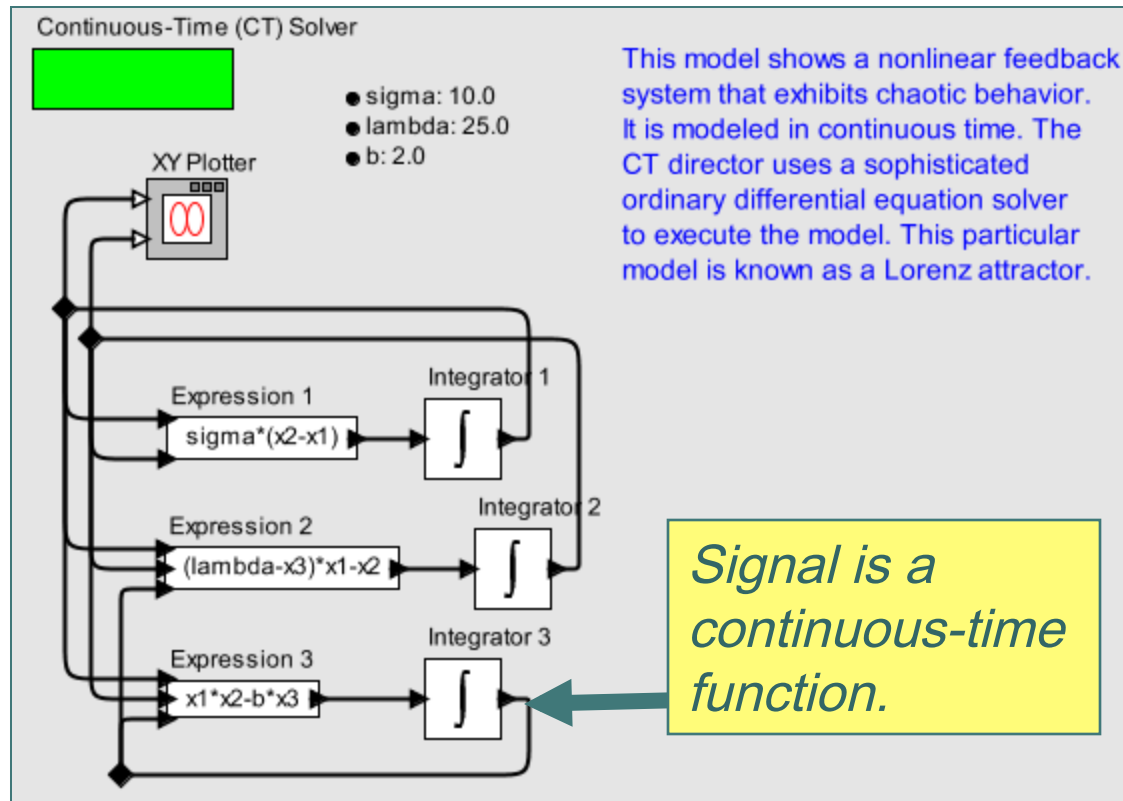 Continuous-Time (CT) Solver
sigma: 10.0
lambda: 25.0
b: 2.0
This model shows a nonlinear feedback
system that exhibits chaotic behavior.
It is modeled in continuous time. The
CT director uses a sophisticated
ordinary differential equation solver
to execute the model. This particular
model is known as a Lorenz attractor.
XY Plotter
Expression 1
sigma*(x2-x1)
Integrator 1
∫
Expression 2
(lambda-x3)*x1-x2
Integrator 2
∫
Expression 3
x1*x2-b*x3
Integrator 3
∫
Signal is a
continuous-time
function.